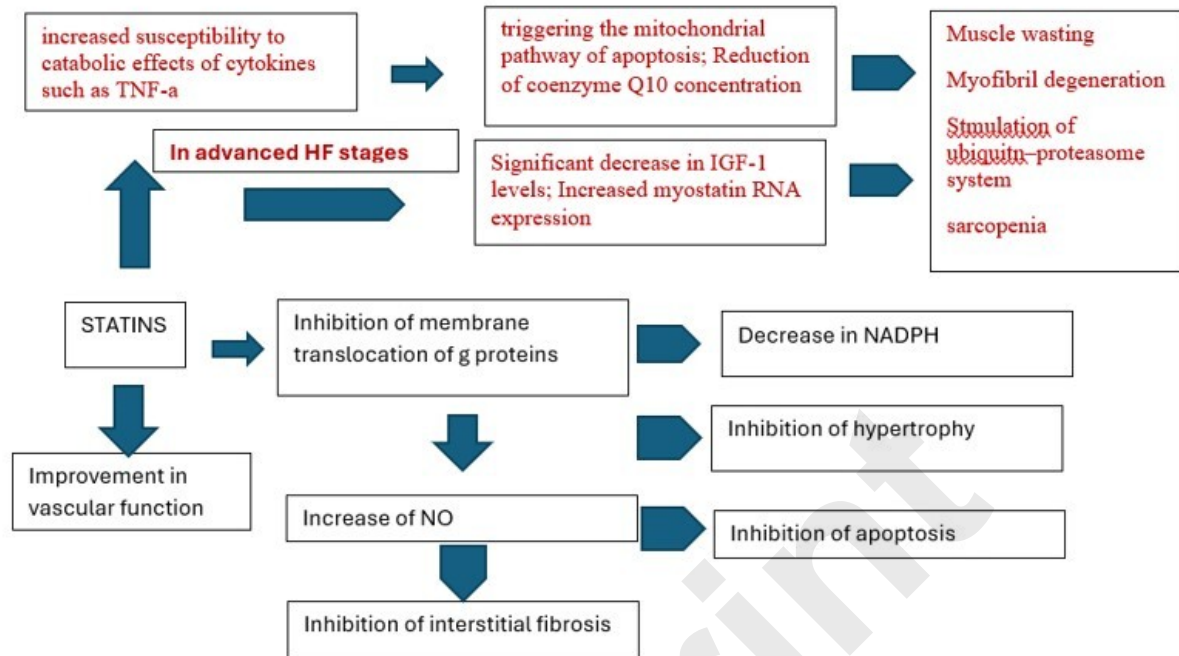 increased susceptibility to
catabolic effects of cytokines
such as TNF-a
triggering the mitochondrial
pathway of apoptosis; Reduction
of coenzyme Q10 concentration
Muscle wasting
Myofibril degeneration
Stmulation of
ubiquitn–proteasome
system
sarcopenia
In advanced HF stages
Significant decrease in IGF-1
levels; Increased myostatin RNA
expression
STATINS
Inhibition of membrane
translocation of g proteins
Decrease in NADPH
Inhibition of hypertrophy
Improvement in
vascular function
Increase of NO
Inhibition of apoptosis
Inhibition of interstitial fibrosis